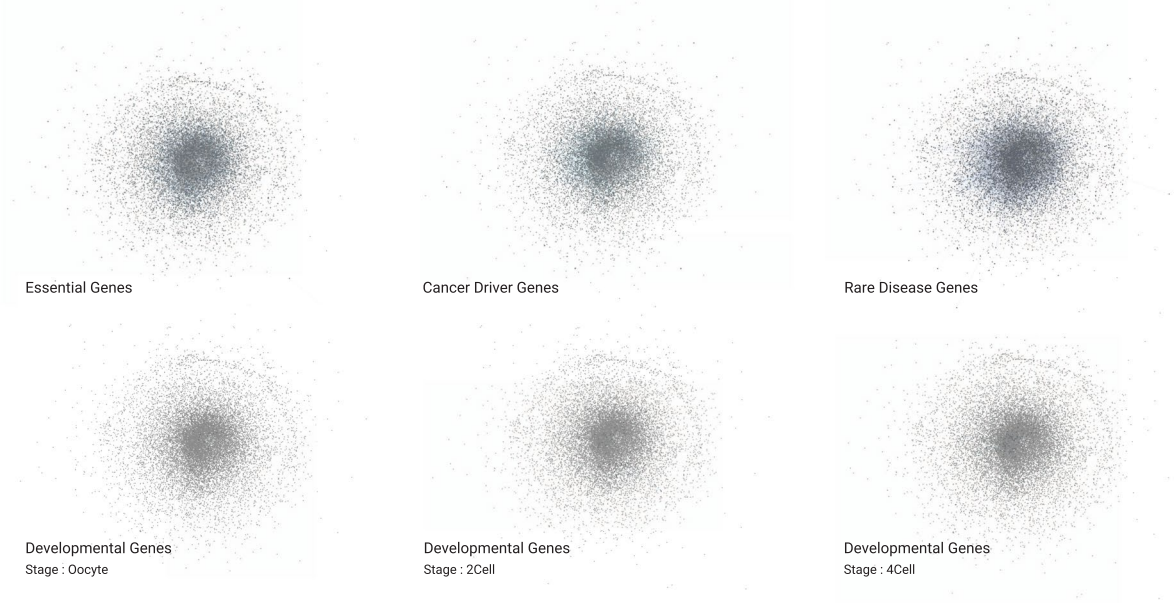 Essential Genes
Cancer Driver Genes
Rare Disease Genes
Developmental Genes
Stage : Oocyte
Developmental Genes
Stage : 2Cell
Developmental Genes
Stage : 4Cell